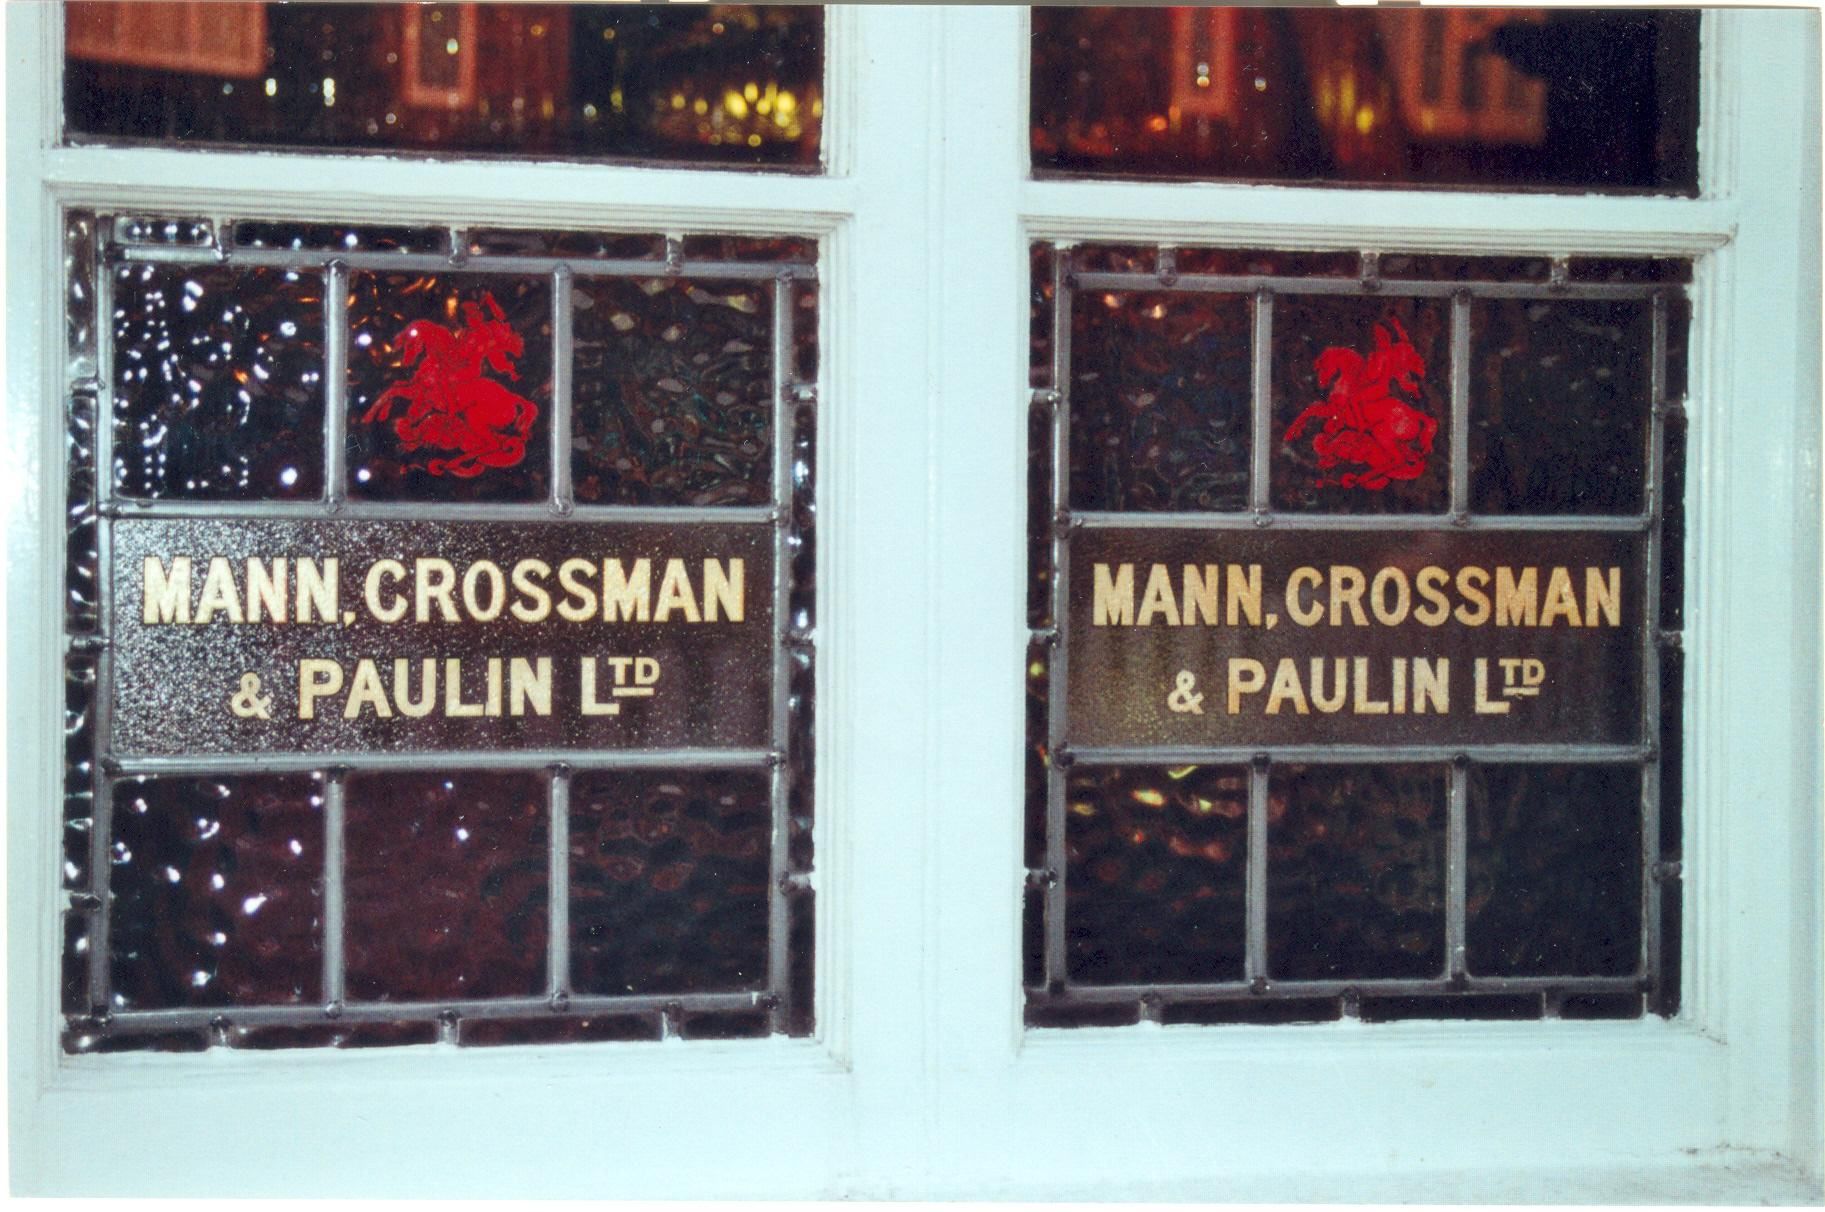 MANN, CROSSMAN
& PAULIN LTD
MANN, CROSSMAN
& PAULIN LTD